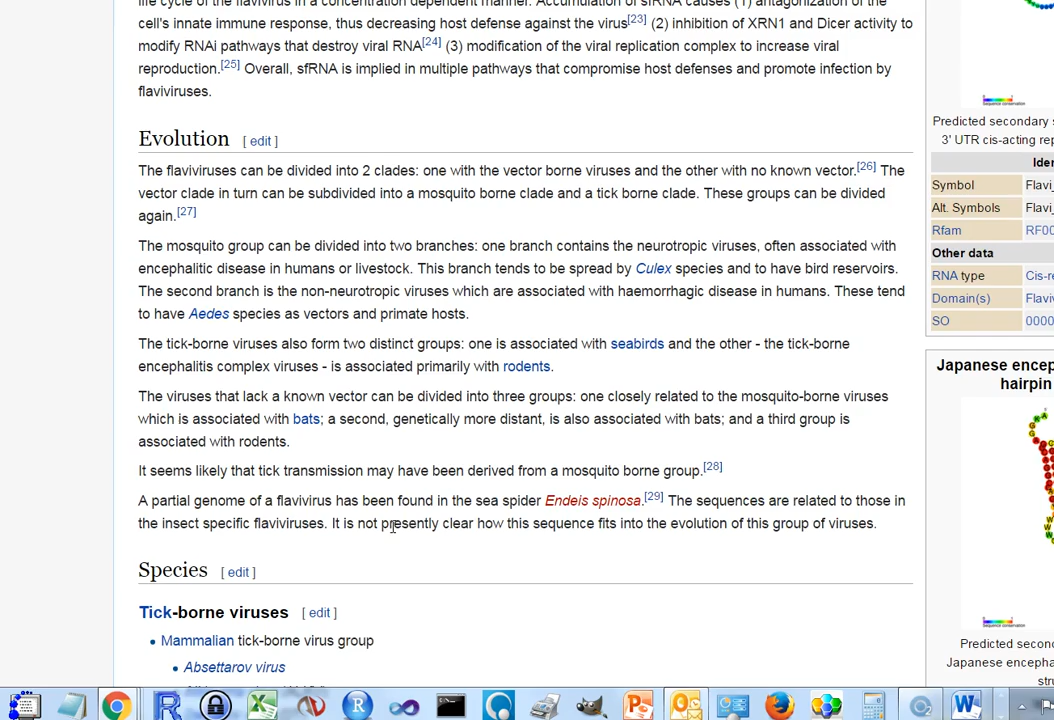 life cycle of the flavivirus in a concentration dependent manner. Accumulation of sfRNA causes (1) antagonization of the
cell's innate immune response, thus decreasing host defense against the virus[23] (2) inhibition of XRN1 and Dicer activity to
modify RNAi pathways that destroy viral RNA[24] (3) modification of the viral replication complex to increase viral
reproduction.[25] Overall, sfRNA is implied in multiple pathways that compromise host defenses and promote infection by
flaviviruses.
Evolution [ edit ]
The flaviviruses can be divided into 2 clades: one with the vector borne viruses and the other with no known vector.[26] The
vector clade in turn can be subdivided into a mosquito borne clade and a tick borne clade. These groups can be divided
again.[27]
The mosquito group can be divided into two branches: one branch contains the neurotropic viruses, often associated with
encephalitic disease in humans or livestock. This branch tends to be spread by Culex species and to have bird reservoirs.
The second branch is the non-neurotropic viruses which are associated with haemorrhagic disease in humans. These tend
to have Aedes species as vectors and primate hosts.
The tick-borne viruses also form two distinct groups: one is associated with seabirds and the other - the tick-borne
encephalitis complex viruses - is associated primarily with rodents.
The viruses that lack a known vector can be divided into three groups: one closely related to the mosquito-borne viruses
which is associated with bats; a second, genetically more distant, is also associated with bats; and a third group is
associated with rodents.
It seems likely that tick transmission may have been derived from a mosquito borne group.[28]
A partial genome of a flavivirus has been found in the sea spider Endeis spinosa.[29] The sequences are related to those in
the insect specific flaviviruses. It is not presently clear how this sequence fits into the evolution of this group of viruses.
Species [ edit ]
Tick-borne viruses [ edit ]
• Mammalian tick-borne virus group
• Absettarov virus
Predicted secondary s
3' UTR cis-acting rep
Iden
Symbol Flavi_
Alt. Symbols Flavi_
Rfam RF00
Other data
RNA type Cis-re
Domain(s) Flavi
SO 0000
Japanese encep
hairpin
Predicted second
Japanese encepha
stru